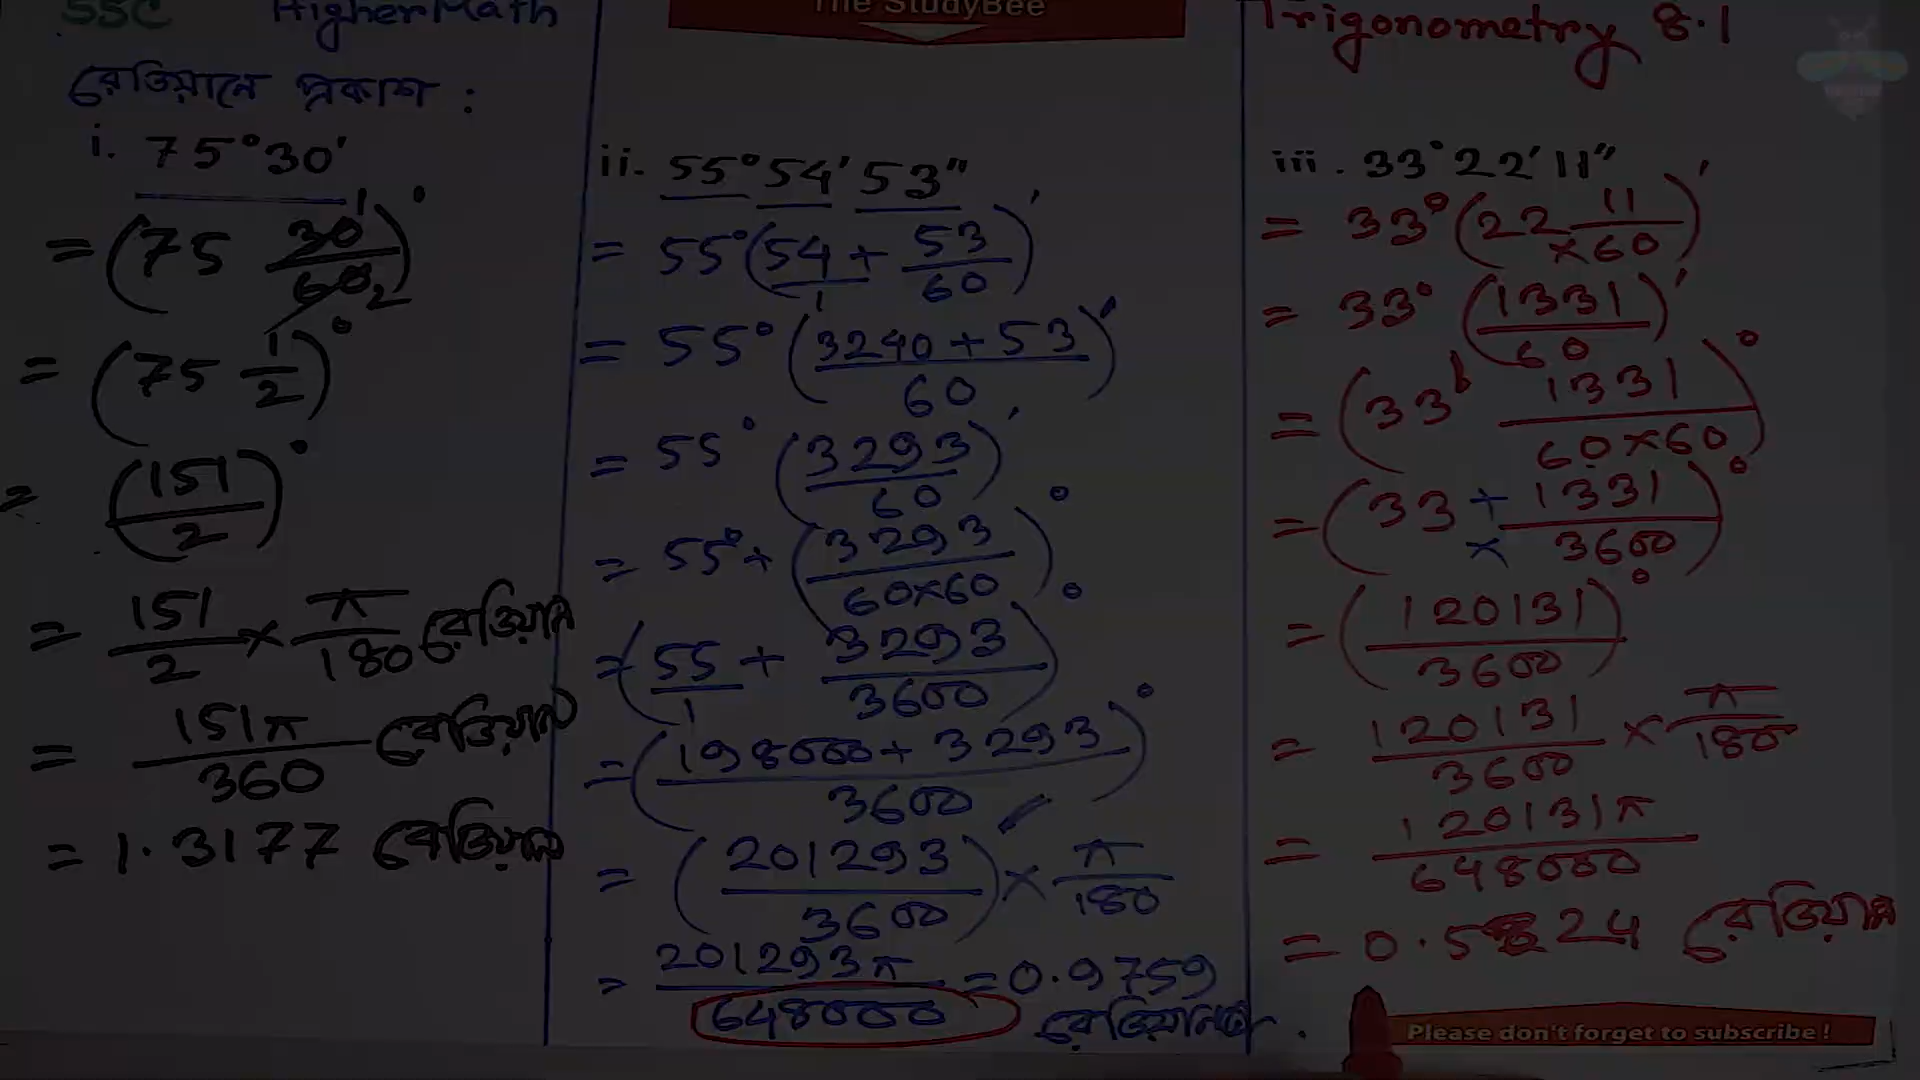 SSC Higher Math
The StudyBee
Trigonometry 8.1
রেডিয়ানে প্রকাশ :
i. 75°30′
= (75 30/60)°
= (75 1/2)°
= (151/2)°
= 151/2 × π/180 রেডিয়ান
= 151π/360 রেডিয়ান
= 1.3177 রেডিয়ান
ii. 55°54′53″
= 55°(54 + 53/60)′
= 55°(3240 + 53/60)′
= 55°(3293/60)′
= 55° + (3293/60×60)°
= (55/1 + 3293/3600)°
= (198000 + 3293/3600)°
= (201293/3600) × π/180
= 201293π/648000 = 0.9759
রেডিয়ান
iii. 33°22′11″
= 33°(22 11/×60)′
= 33°(1331/60)′
= (33 1331/60×60)°
= (33 + 1331/3600)°
= (120131/3600)°
= 120131/3600 × π/180
= 120131π/648000
= 0.5824 রেডিয়ান
Please don't forget to subscribe!